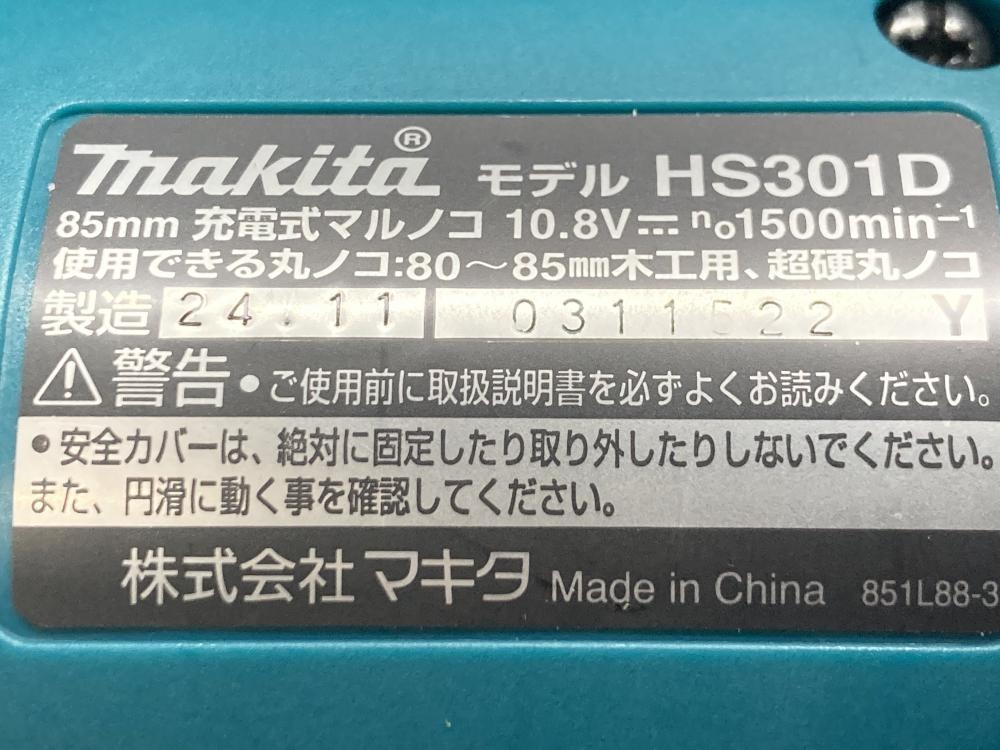 makita® モデル HS301D
85mm 充電式マルノコ 10.8V⎓ n₀1500min⁻¹
使用できる丸ノコ:80～85mm木工用、超硬丸ノコ
製造 24.11 0311522 Y
⚠警告 •ご使用前に取扱説明書を必ずよくお読みください。
•安全カバーは、絶対に固定したり取り外したりしないでください。
また、円滑に動く事を確認してください。
株式会社マキタ Made in China 851L88-3